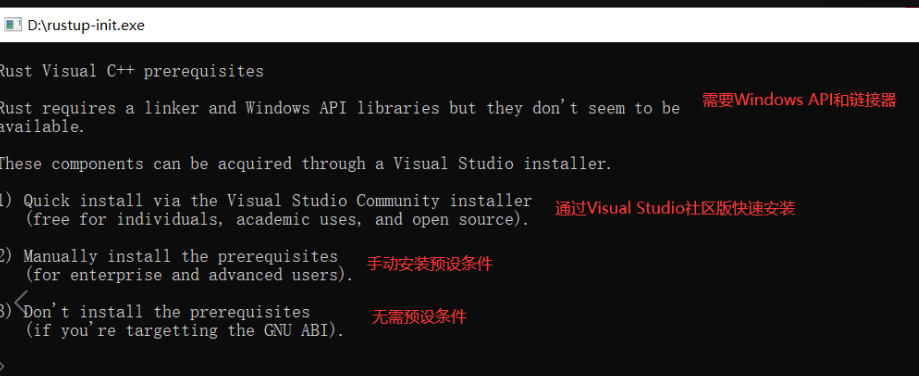 D:\rustup-init.exe
Rust Visual C++ prerequisites
Rust requires a linker and Windows API libraries but they don't seem to be
available.
需要Windows API和链接器
These components can be acquired through a Visual Studio installer.
1) Quick install via the Visual Studio Community installer
(free for individuals, academic uses, and open source).
通过Visual Studio社区版快速安装
2) Manually install the prerequisites
(for enterprise and advanced users).
手动安装预设条件
3) Don't install the prerequisites
(if you're targetting the GNU ABI).
无需预设条件
>